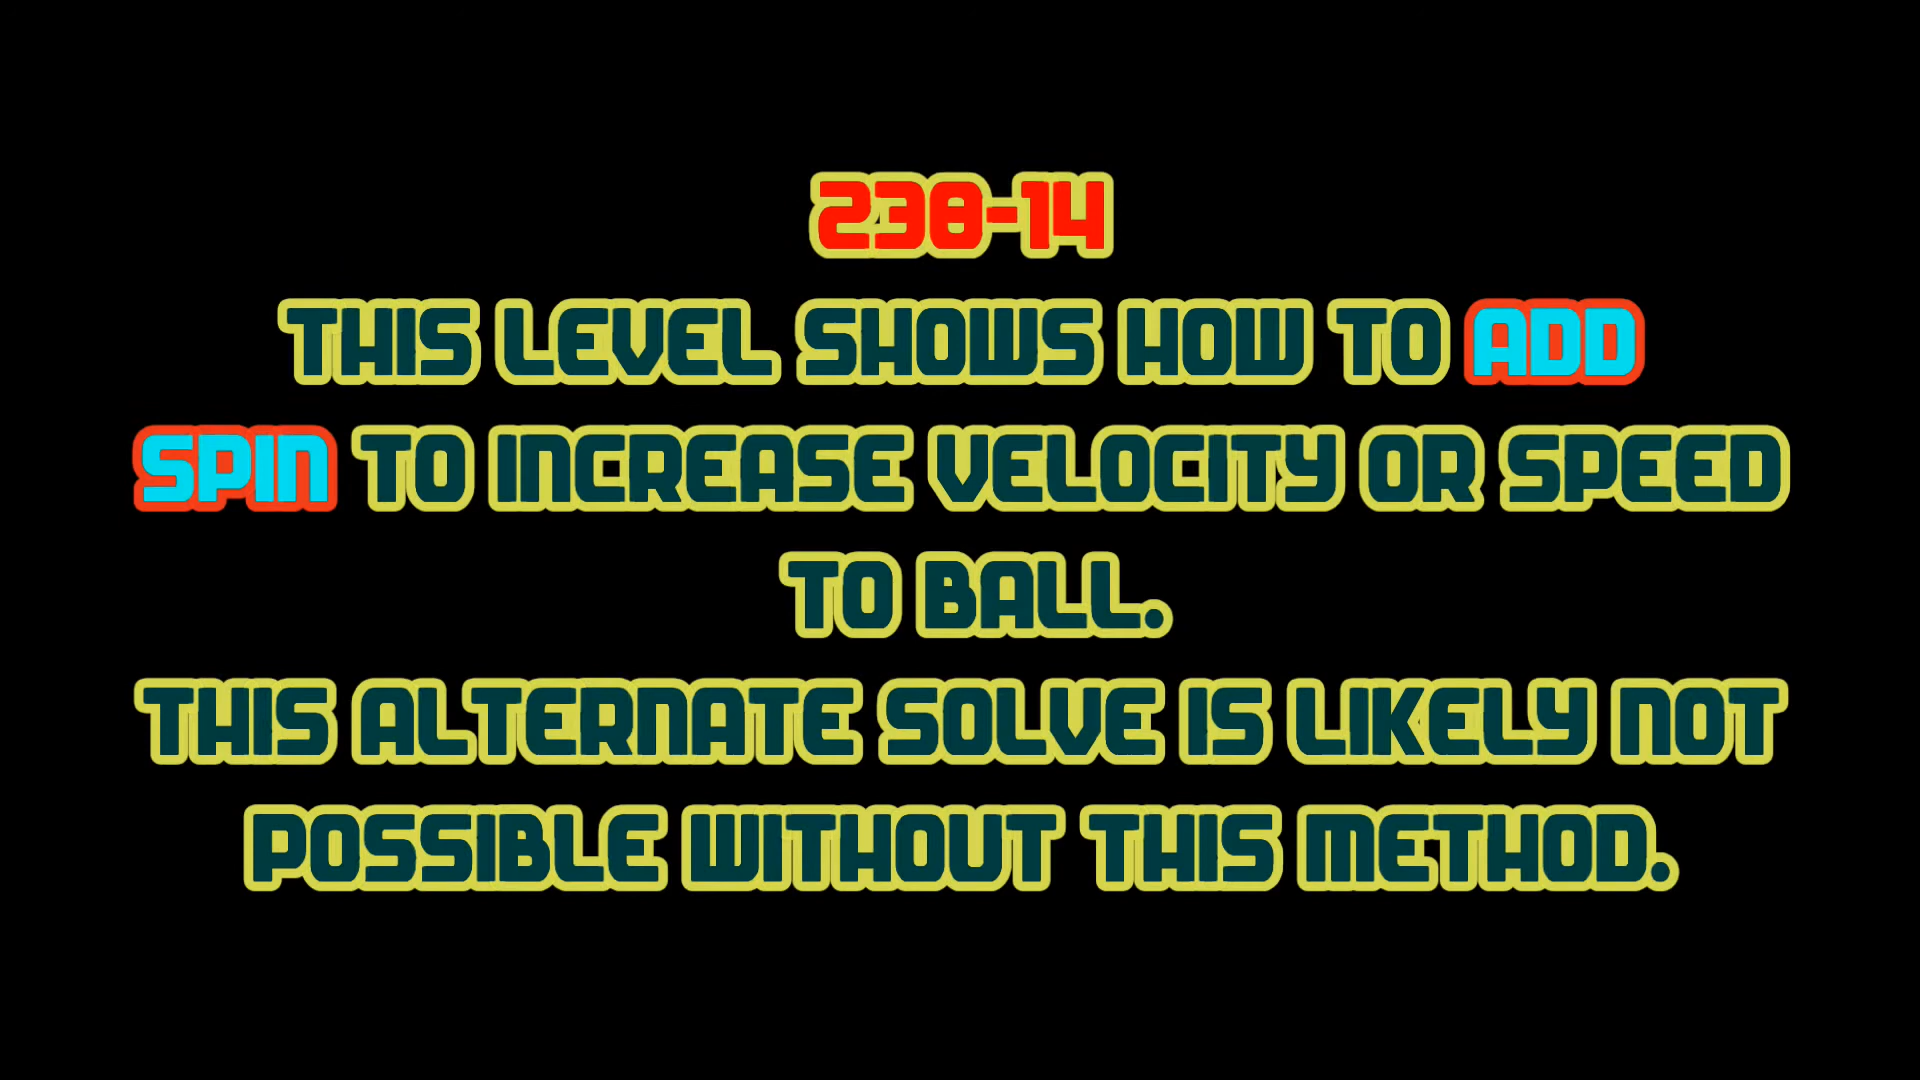 238-14
THIS LEVEL SHOWS HOW TO ADD
SPIN TO INCREASE VELOCITY OR SPEED
TO BALL.
THIS ALTERNATE SOLVE IS LIKELY NOT
POSSIBLE WITHOUT THIS METHOD.